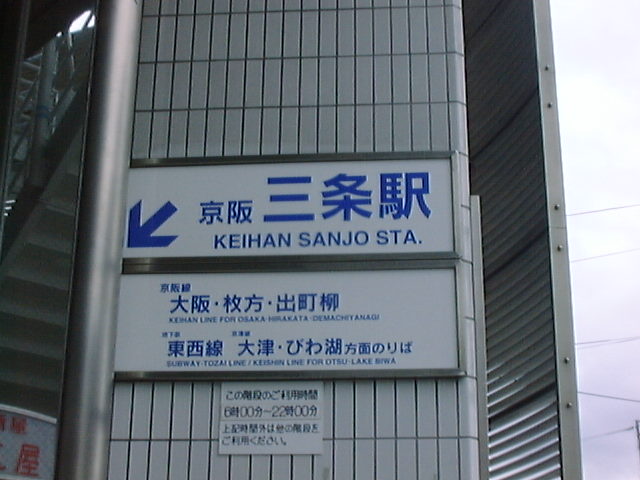 京阪 三条駅
KEIHAN SANJO STA.
京阪線
大阪・枚方・出町柳
KEIHAN LINE FOR OSAKA・HIRAKATA・DEMACHIYANAGI
地下鉄 京津線
東西線 大津・びわ湖方面のりば
SUBWAY-TOZAI LINE / KEISHIN LINE FOR OTSU・LAKE BIWA
この階段のご利用時間
6時00分～22時00分
上記時間外は他の階段を
ご利用ください。
屋